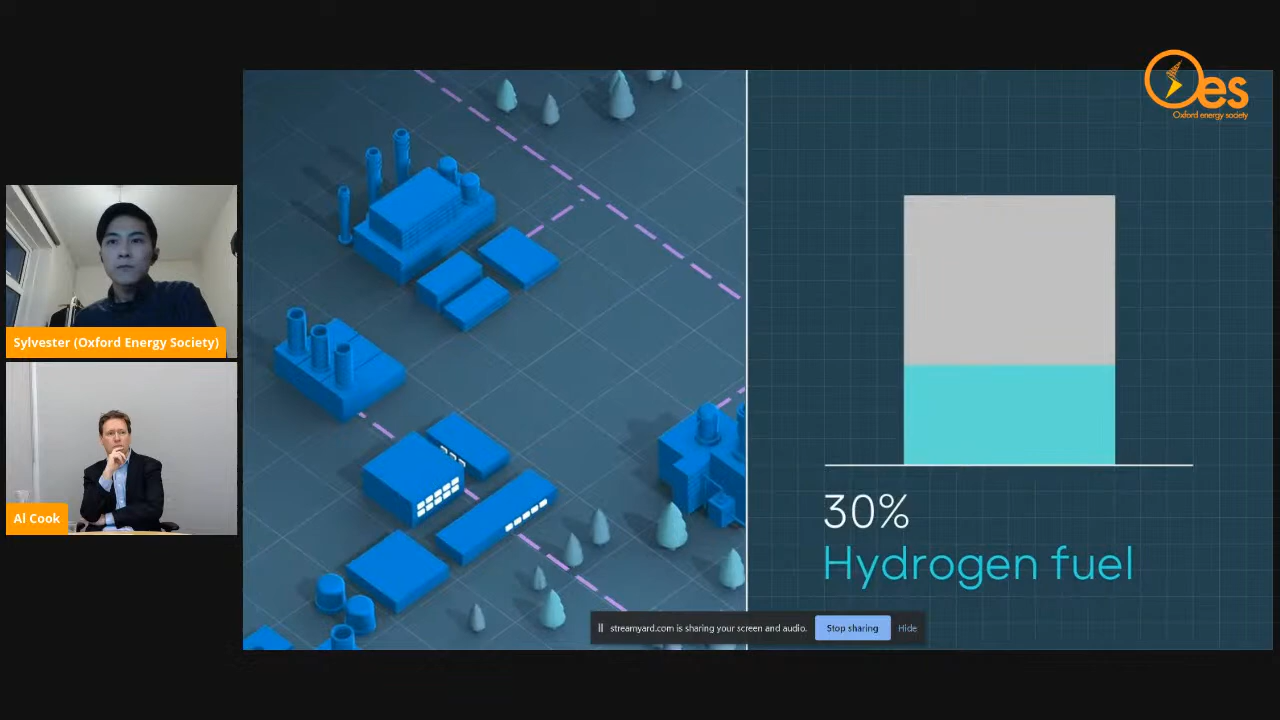 Oes
Oxford energy society
Sylvester (Oxford Energy Society)
Al Cook
30%
Hydrogen fuel
streamyard.com is sharing your screen and audio.
Stop sharing
Hide